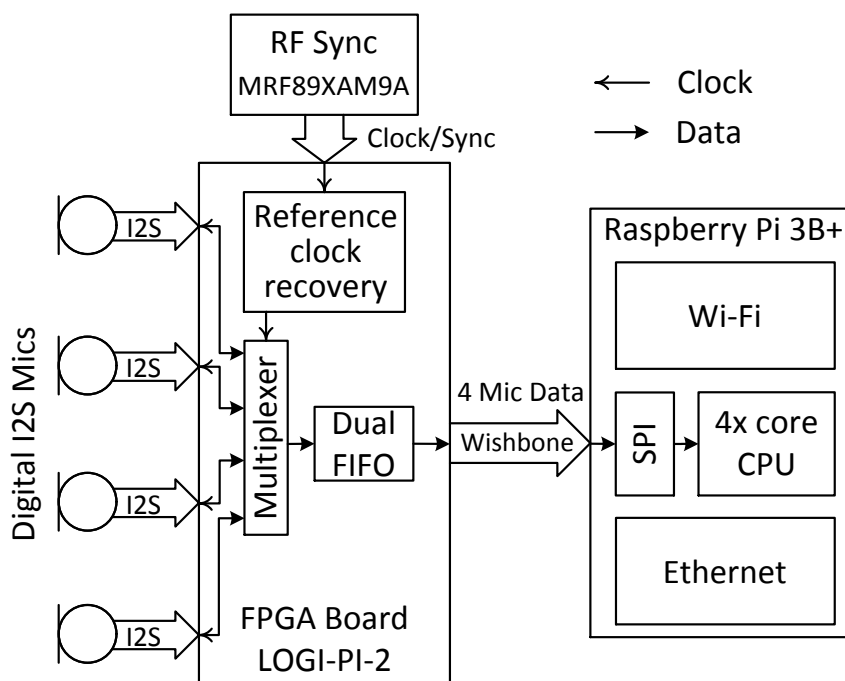 RF Sync
MRF89XAM9A
Clock
Data
Clock/Sync
Digital I2S Mics
I2S
I2S
I2S
I2S
Reference
clock
recovery
Multiplexer
Dual
FIFO
FPGA Board
LOGI-PI-2
4 Mic Data
Wishbone
Raspberry Pi 3B+
Wi-Fi
SPI
4x core
CPU
Ethernet